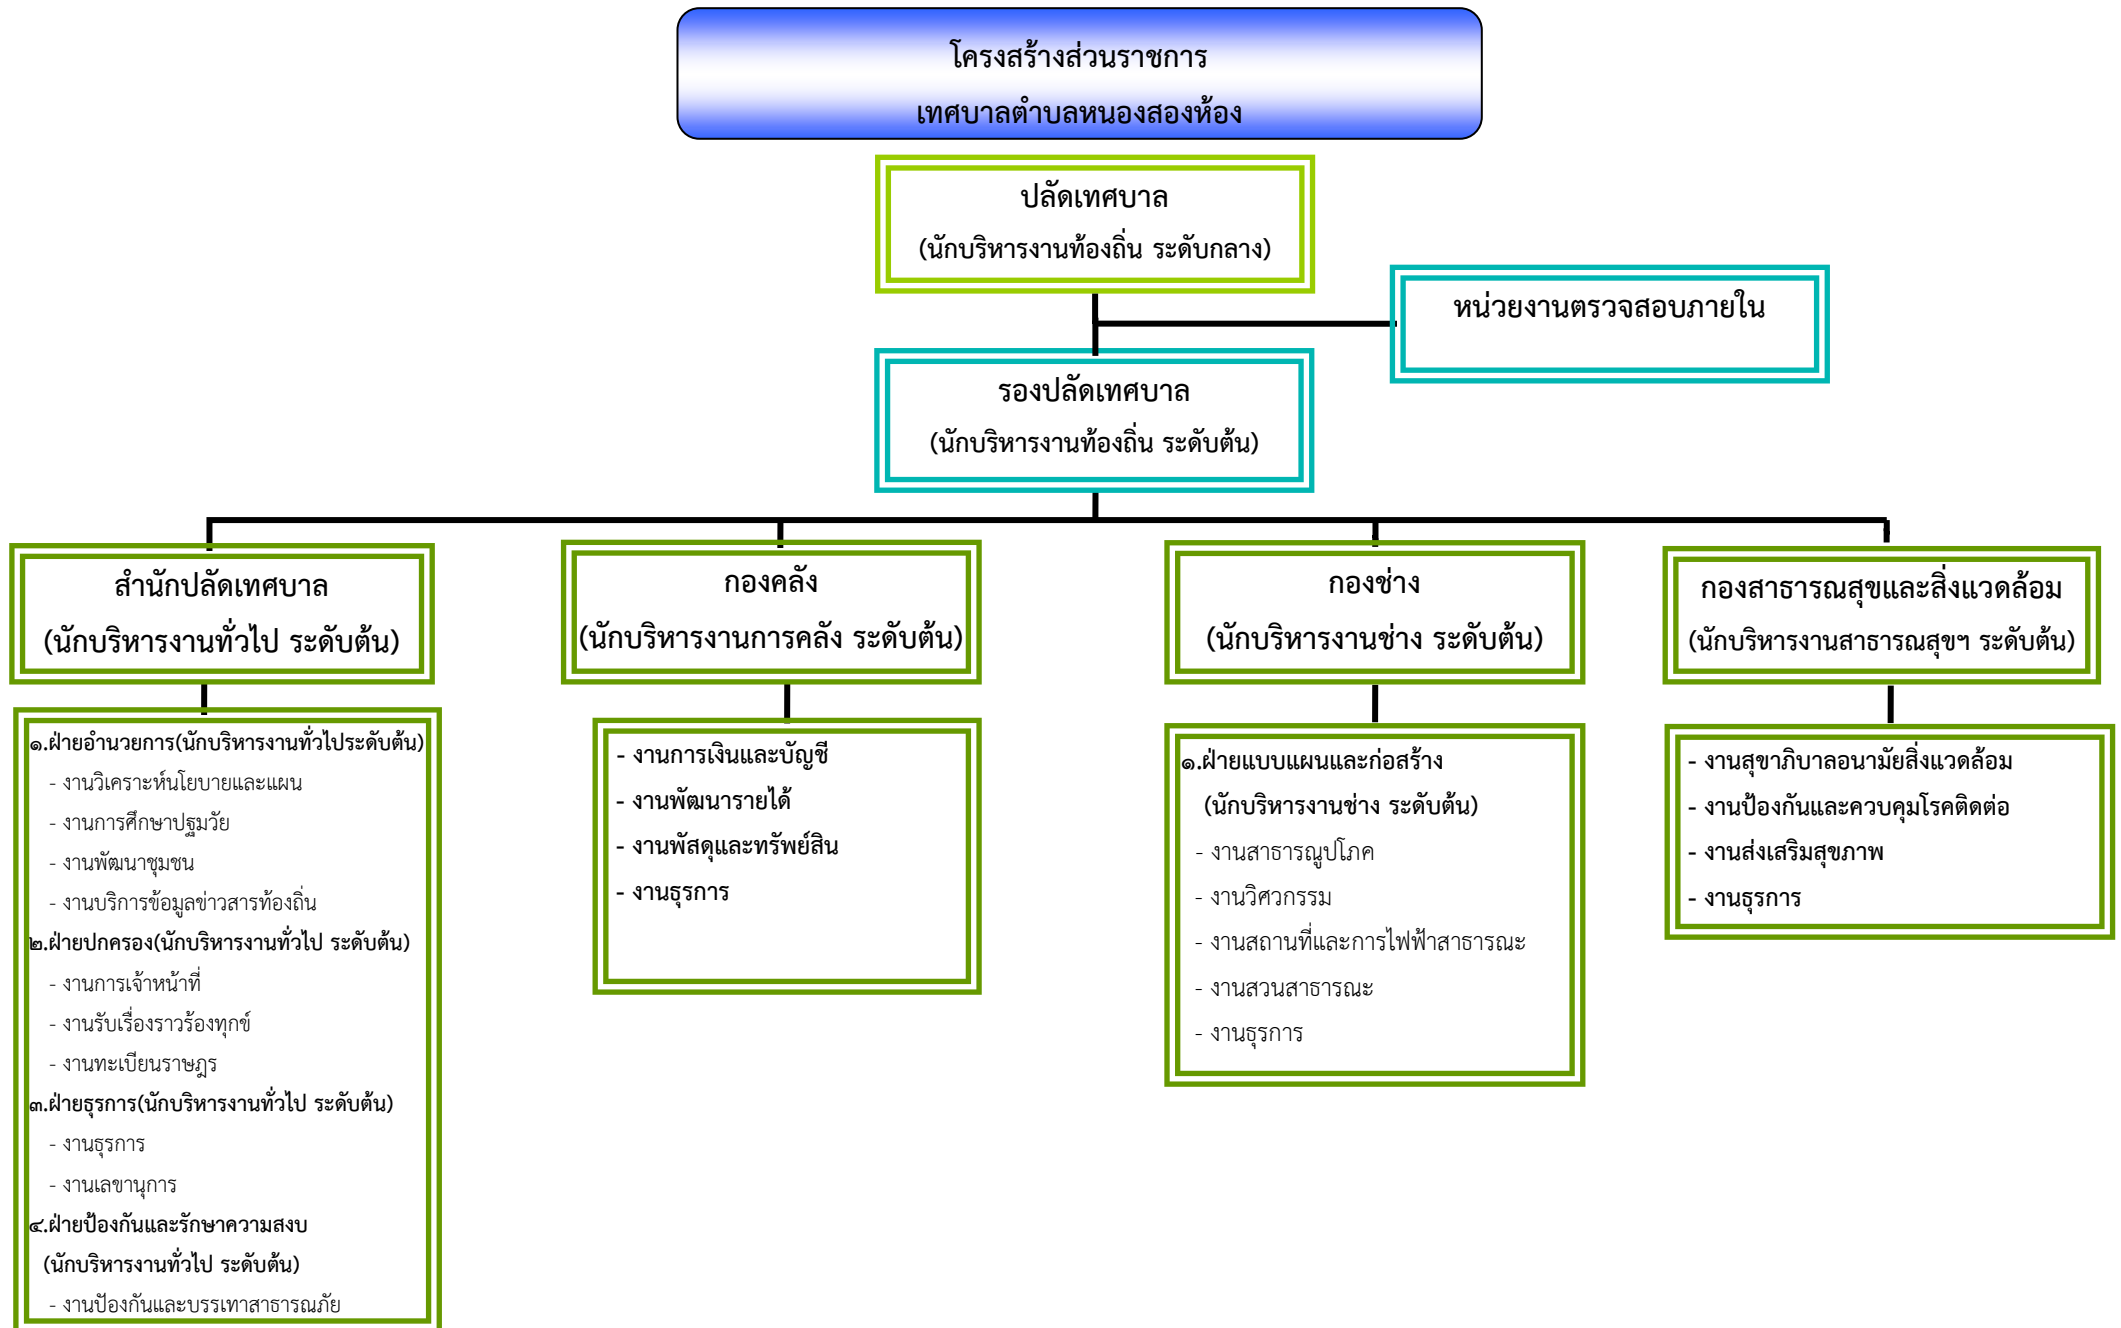 โครงสร้างส่วนราชการ
เทศบาลตำบลหนองสองห้อง
ปลัดเทศบาล
(นักบริหารงานท้องถิ่น ระดับกลาง)
หน่วยงานตรวจสอบภายใน
รองปลัดเทศบาล
(นักบริหารงานท้องถิ่น ระดับต้น)
สำนักปลัดเทศบาล
(นักบริหารงานทั่วไป ระดับต้น)
๑.ฝ่ายอำนวยการ(นักบริหารงานทั่วไประดับต้น)
- งานวิเคราะห์นโยบายและแผน
- งานการศึกษาปฐมวัย
- งานพัฒนาชุมชน
- งานบริการข้อมูลข่าวสารท้องถิ่น
๒.ฝ่ายปกครอง(นักบริหารงานทั่วไป ระดับต้น)
- งานการเจ้าหน้าที่
- งานรับเรื่องราวร้องทุกข์
- งานทะเบียนราษฎร
๓.ฝ่ายธุรการ(นักบริหารงานทั่วไป ระดับต้น)
- งานธุรการ
- งานเลขานุการ
๔.ฝ่ายป้องกันและรักษาความสงบ
(นักบริหารงานทั่วไป ระดับต้น)
- งานป้องกันและบรรเทาสาธารณภัย
กองคลัง
(นักบริหารงานการคลัง ระดับต้น)
- งานการเงินและบัญชี
- งานพัฒนารายได้
- งานพัสดุและทรัพย์สิน
- งานธุรการ
กองช่าง
(นักบริหารงานช่าง ระดับต้น)
๑.ฝ่ายแบบแผนและก่อสร้าง
(นักบริหารงานช่าง ระดับต้น)
- งานสาธารณูปโภค
- งานวิศวกรรม
- งานสถานที่และการไฟฟ้าสาธารณะ
- งานสวนสาธารณะ
- งานธุรการ
กองสาธารณสุขและสิ่งแวดล้อม
(นักบริหารงานสาธารณสุขฯ ระดับต้น)
- งานสุขาภิบาลอนามัยสิ่งแวดล้อม
- งานป้องกันและควบคุมโรคติดต่อ
- งานส่งเสริมสุขภาพ
- งานธุรการ